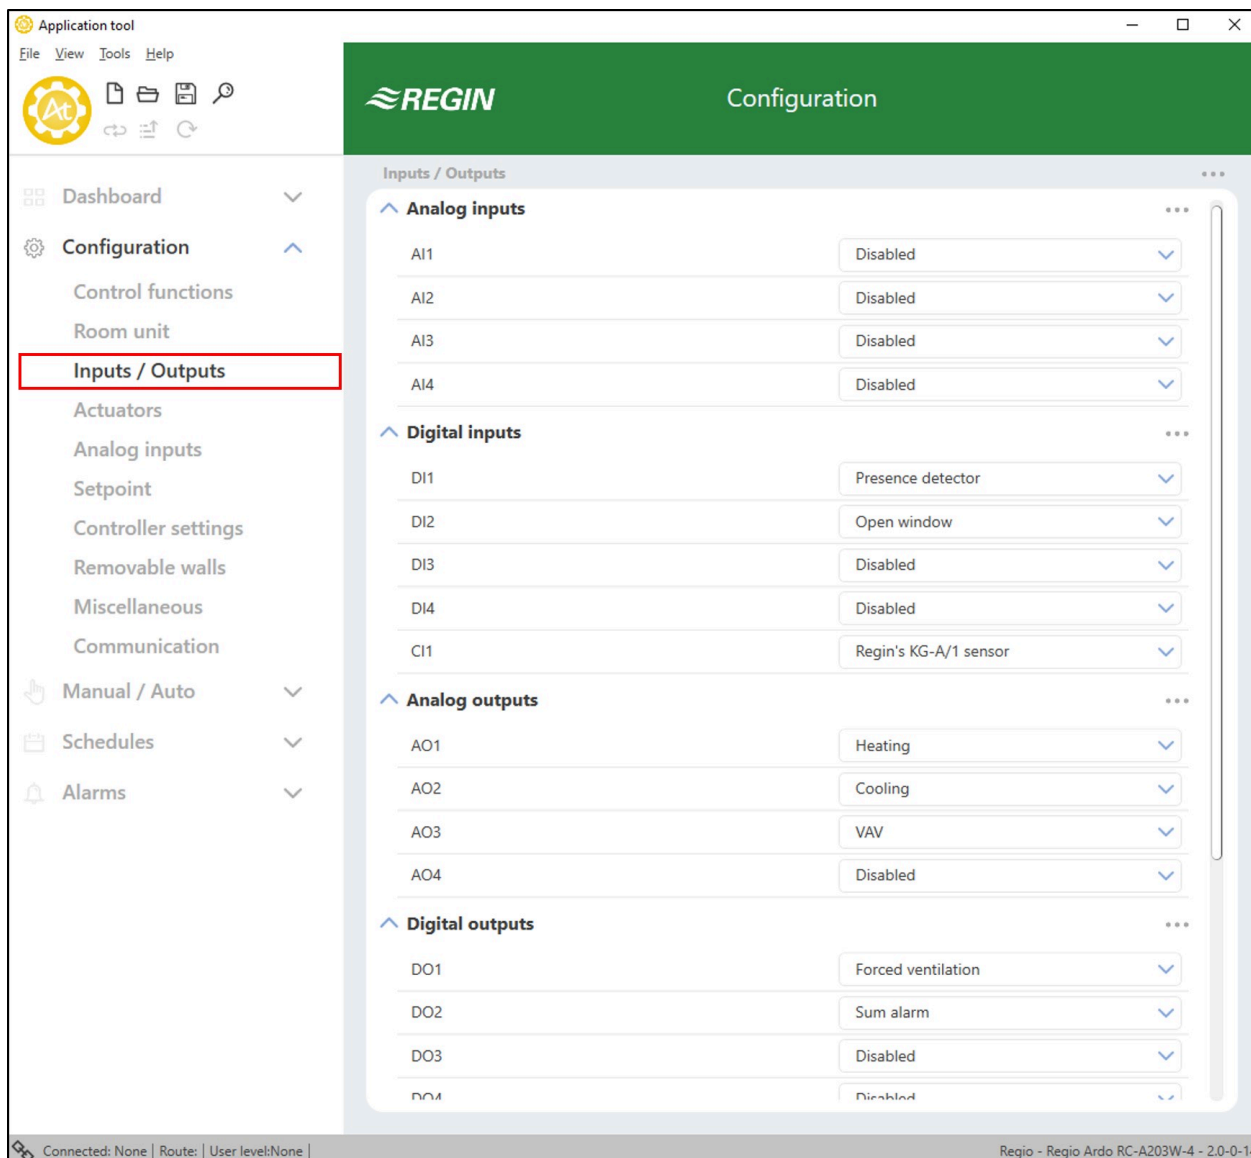 Application tool
File View Tools Help
At
REGIN
Configuration
Dashboard
Configuration
Control functions
Room unit
Inputs / Outputs
Actuators
Analog inputs
Setpoint
Controller settings
Removable walls
Miscellaneous
Communication
Manual / Auto
Schedules
Alarms
Inputs / Outputs
Analog inputs
AI1 Disabled
AI2 Disabled
AI3 Disabled
AI4 Disabled
Digital inputs
DI1 Presence detector
DI2 Open window
DI3 Disabled
DI4 Disabled
CI1 Regin's KG-A/1 sensor
Analog outputs
AO1 Heating
AO2 Cooling
AO3 VAV
AO4 Disabled
Digital outputs
DO1 Forced ventilation
DO2 Sum alarm
DO3 Disabled
DO4 Disabled
Connected: None | Route: | User level:None |
Regio - Regio Ardo RC-A203W-4 - 2.0-0-1